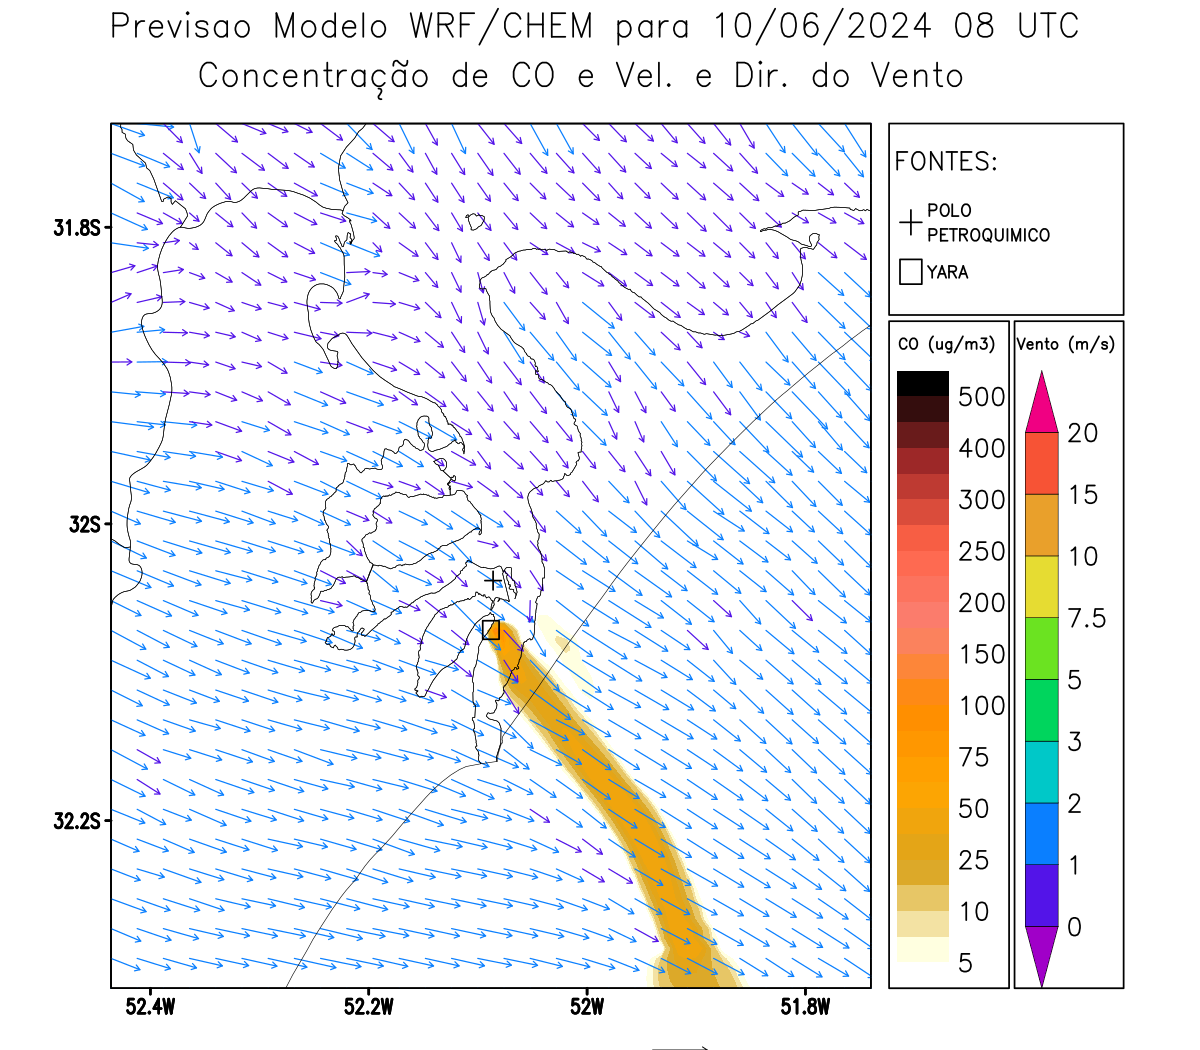 Previsao Modelo WRF/CHEM para 10/06/2024 08 UTC
Concentração de CO e Vel. e Dir. do Vento
FONTES:
POLO
PETROQUIMICO
YARA
CO (ug/m3)
500
400
300
250
200
150
100
75
50
25
10
5
Vento (m/s)
20
15
10
7.5
5
3
2
1
0
31.8S
32S
32.2S
52.4W
52.2W
52W
51.8W